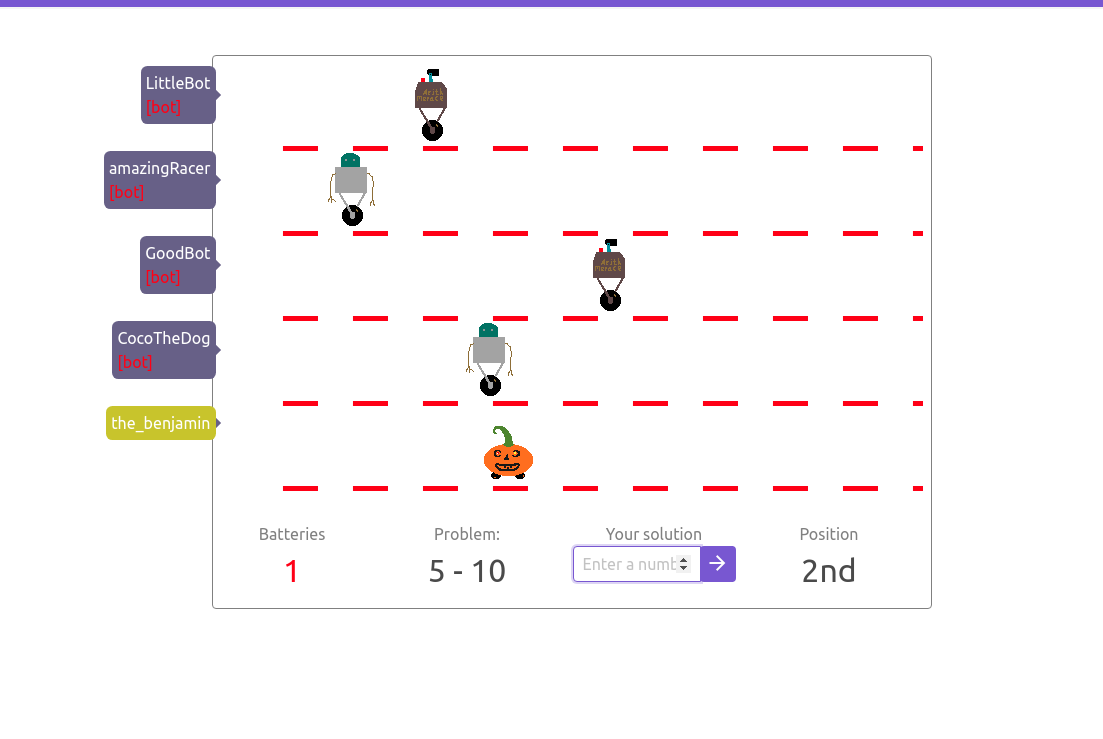 LittleBot
[bot]
amazingRacer
[bot]
GoodBot
[bot]
CocoTheDog
[bot]
the_benjamin
Batteries
Problem:
Your solution
Position
1
5 - 10
Enter a numb
2nd